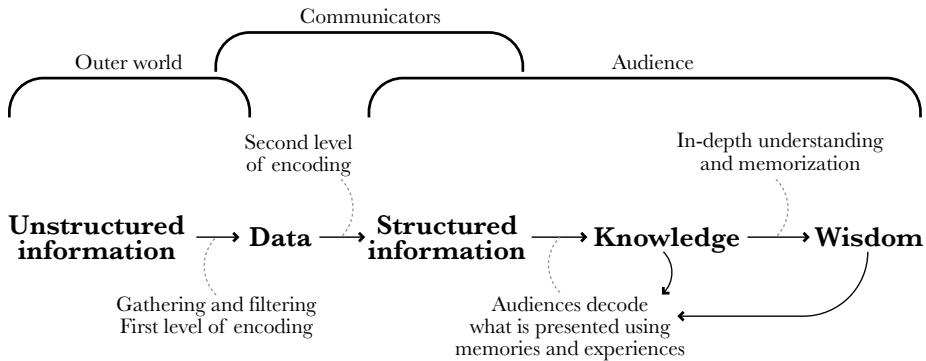 Communicators
Outer world
Audience
Second level
of encoding
In-depth understanding
and memorization
Unstructured
information
Data
Structured
information
Knowledge
Wisdom
Gathering and filtering
First level of encoding
Audiences decode
what is presented using
memories and experiences